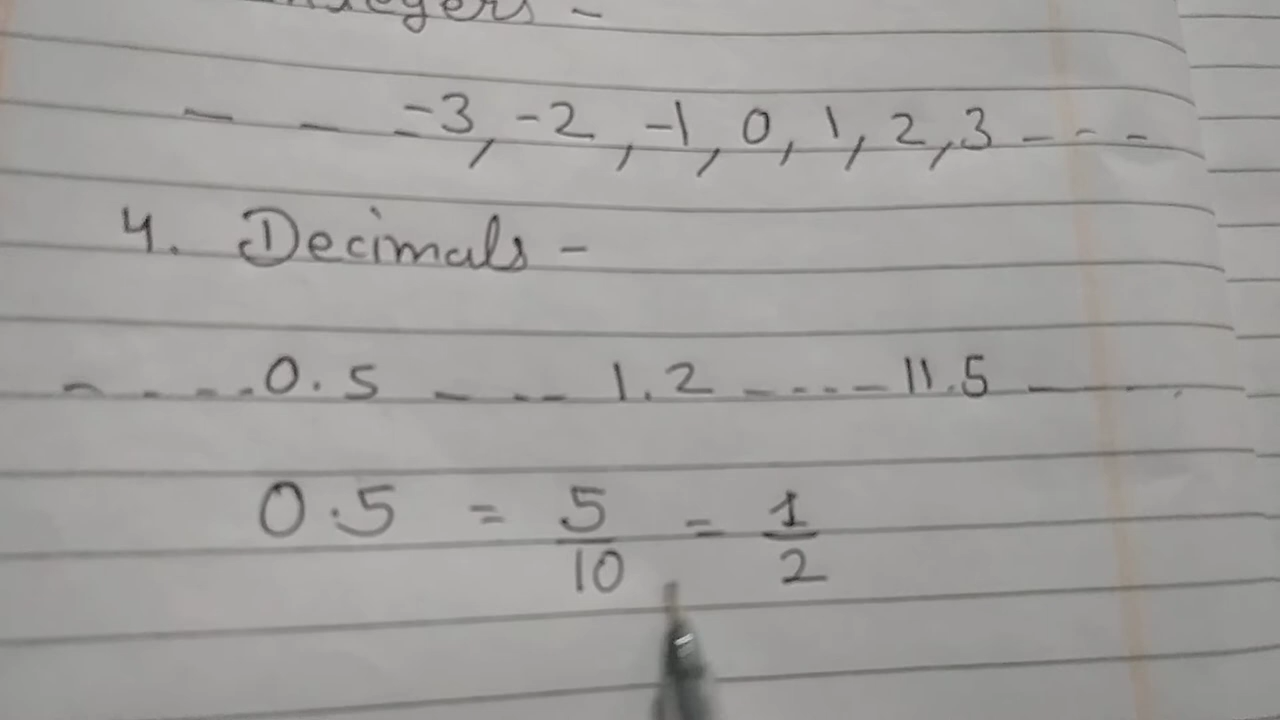 Integers -
- - -3, -2, -1, 0, 1, 2, 3 - - -
4. Decimals -
- - - - 0.5 - - - 1.2 - - - - - 11.5 - - .
0.5 = 5/10 = 1/2